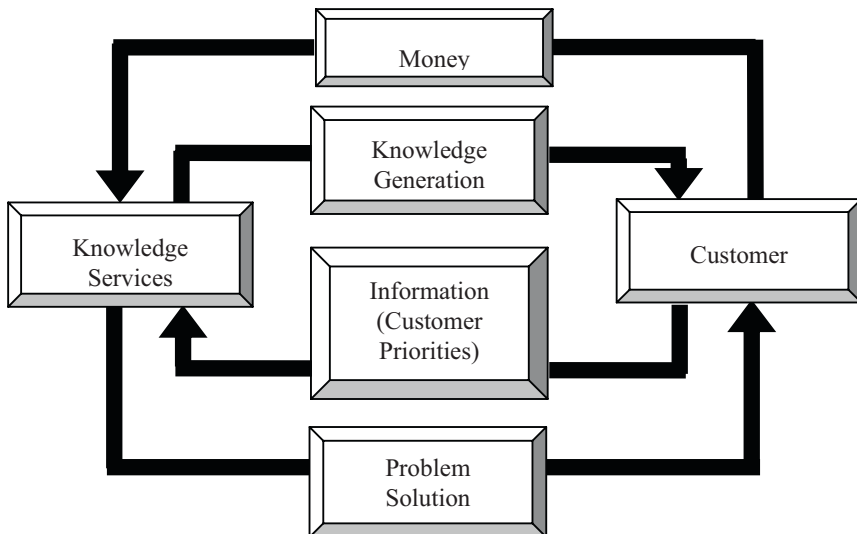 Money
Knowledge
Generation
Knowledge
Services
Customer
Information
(Customer
Priorities)
Problem
Solution